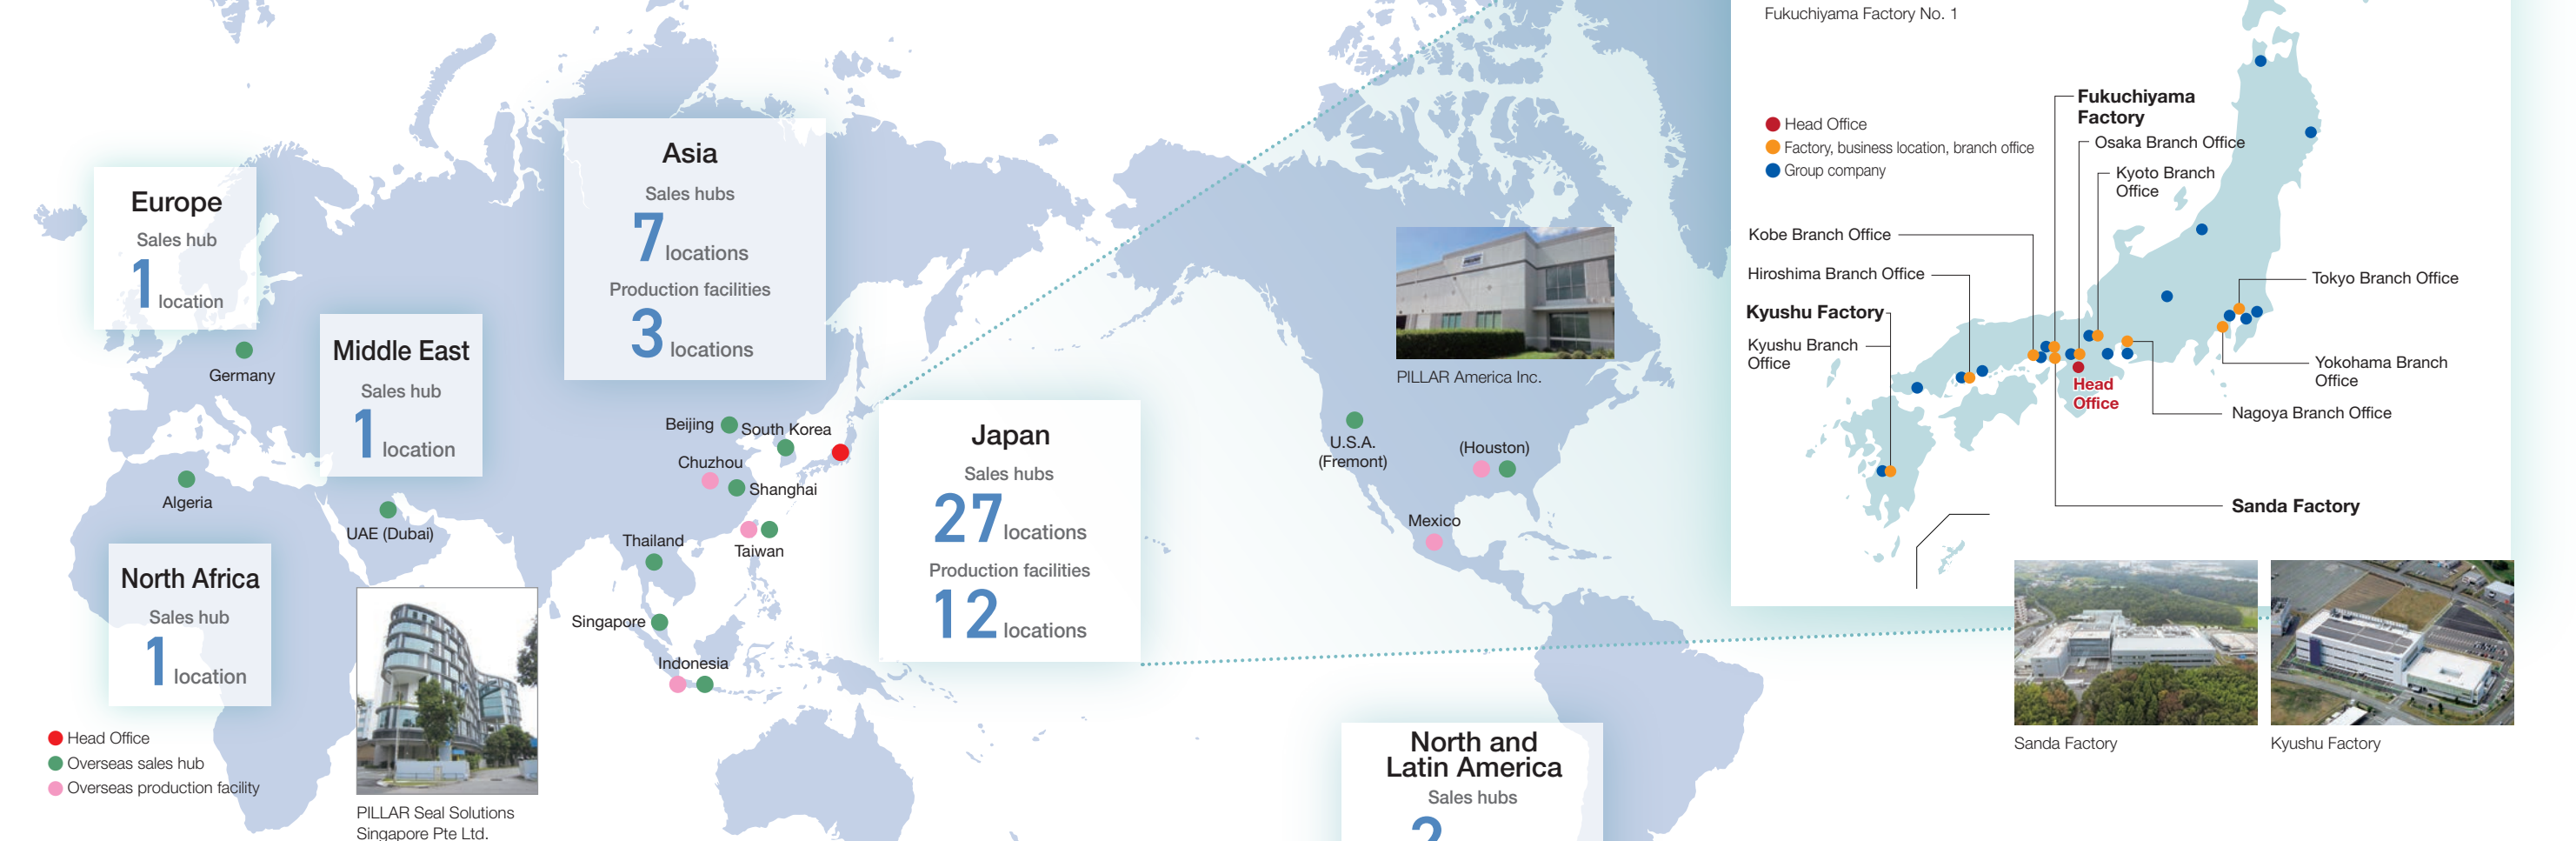 Fukuchiyama Factory No. 1
Head Office
Factory, business location, branch office
Group company
Fukuchiyama
Factory
Osaka Branch Office
Kyoto Branch
Office
Kobe Branch Office
Hiroshima Branch Office
Kyushu Factory
Kyushu Branch
Office
Tokyo Branch Office
Yokohama Branch
Office
Head
Office
Nagoya Branch Office
Sanda Factory
Sanda Factory
Kyushu Factory
Europe
Sales hub
1 location
Germany
Middle East
Sales hub
1 location
UAE (Dubai)
Algeria
North Africa
Sales hub
1 location
Asia
Sales hubs
7 locations
Production facilities
3 locations
Beijing
South Korea
Chuzhou
Shanghai
Taiwan
Thailand
Singapore
Indonesia
Japan
Sales hubs
27 locations
Production facilities
12 locations
PILLAR America Inc.
U.S.A.
(Fremont)
(Houston)
Mexico
North and
Latin America
Sales hubs
2
Head Office
Overseas sales hub
Overseas production facility
PILLAR Seal Solutions
Singapore Pte Ltd.